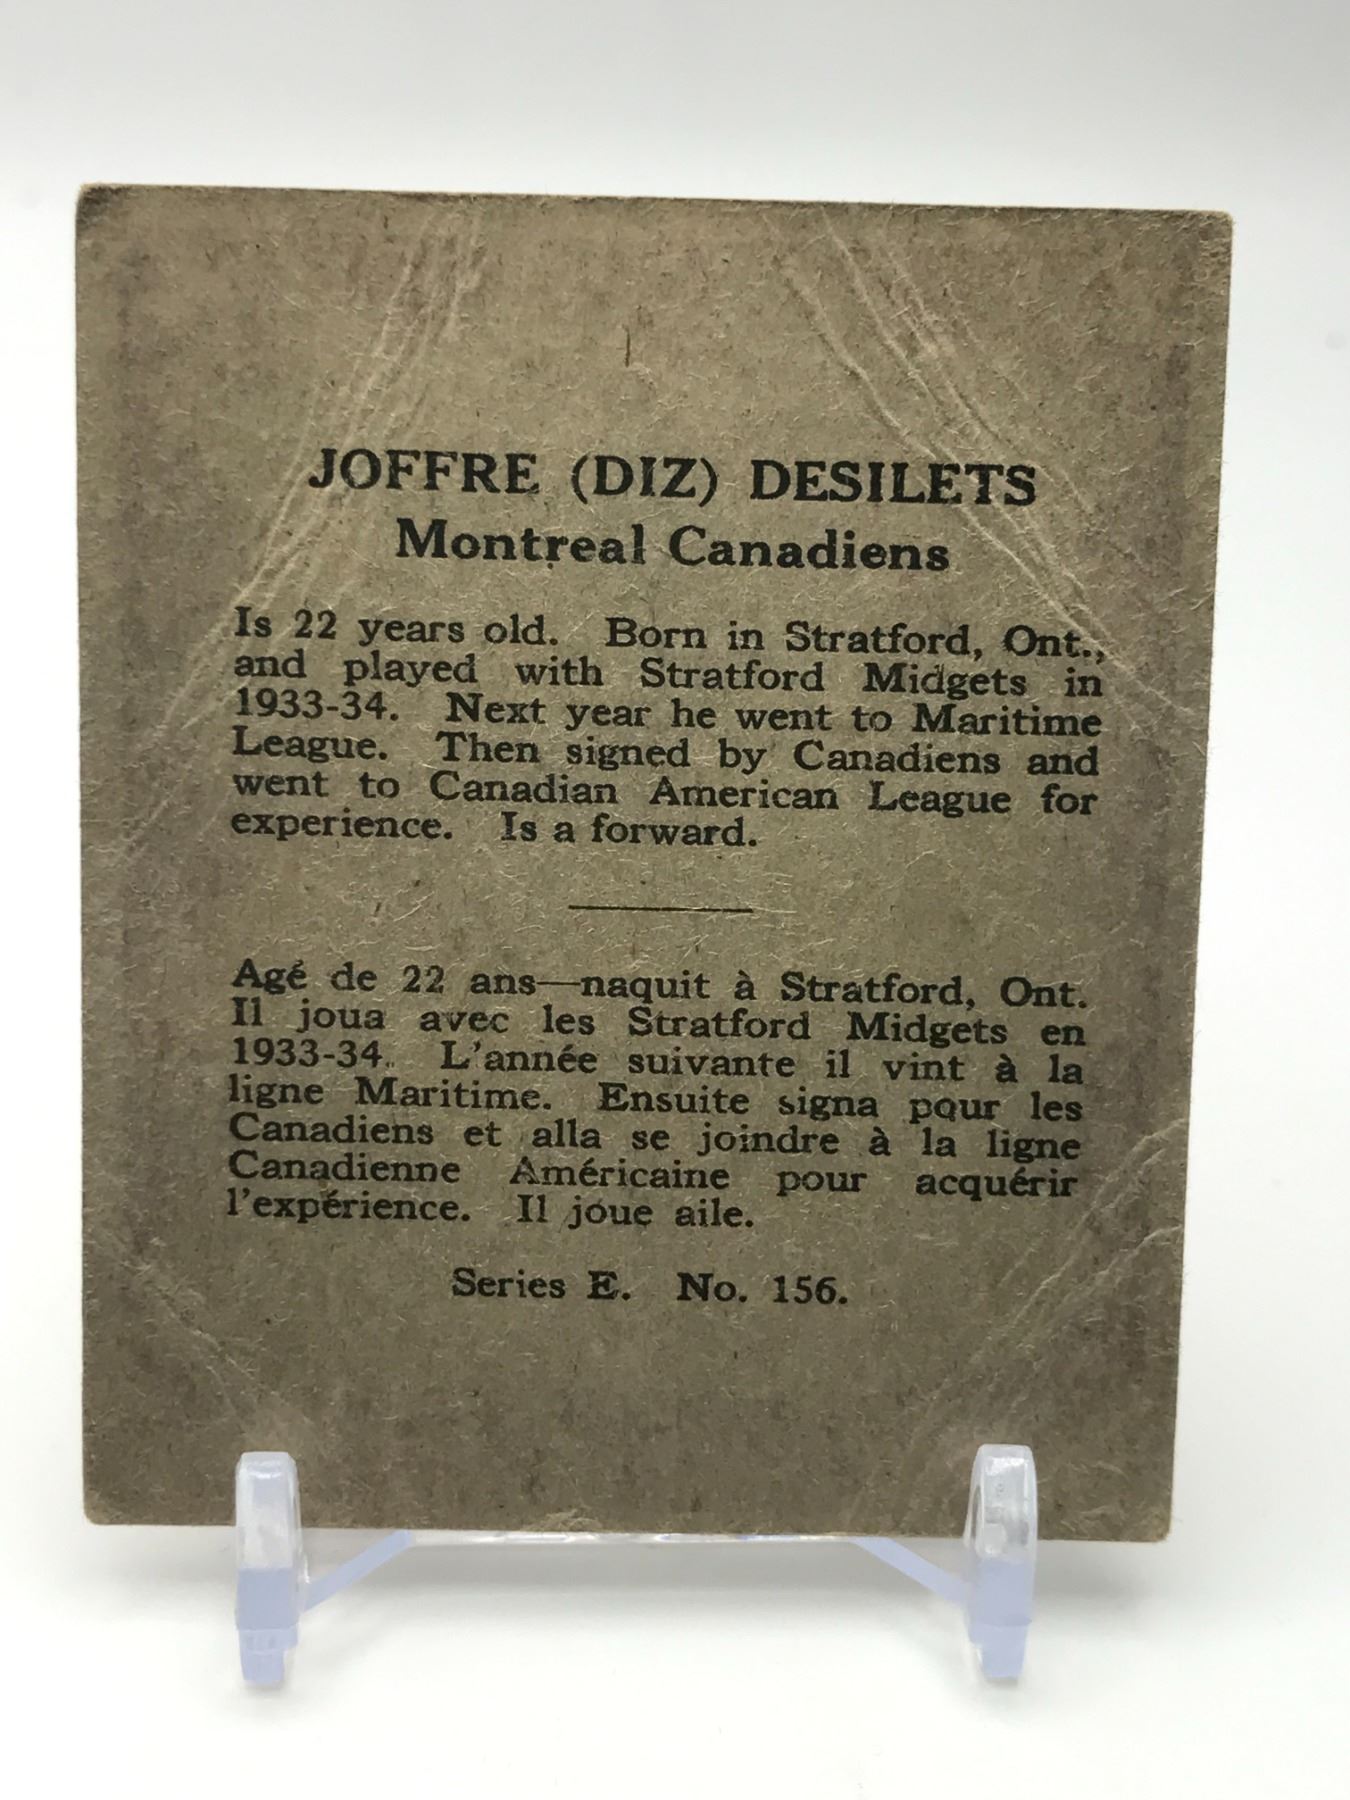 JOFFRE (DIZ) DESILETS
Montreal Canadiens
Is 22 years old. Born in Stratford, Ont.,
and played with Stratford Midgets in
1933-34. Next year he went to Maritime
League. Then signed by Canadiens and
went to Canadian American League for
experience. Is a forward.
Agé de 22 ans—naquit à Stratford, Ont.
Il joua avec les Stratford Midgets en
1933-34. L'année suivante il vint à la
ligne Maritime. Ensuite signa pour les
Canadiens et alla se joindre à la ligne
Canadienne Américaine pour acquérir
l'expérience. Il joue aile.
Series E. No. 156.